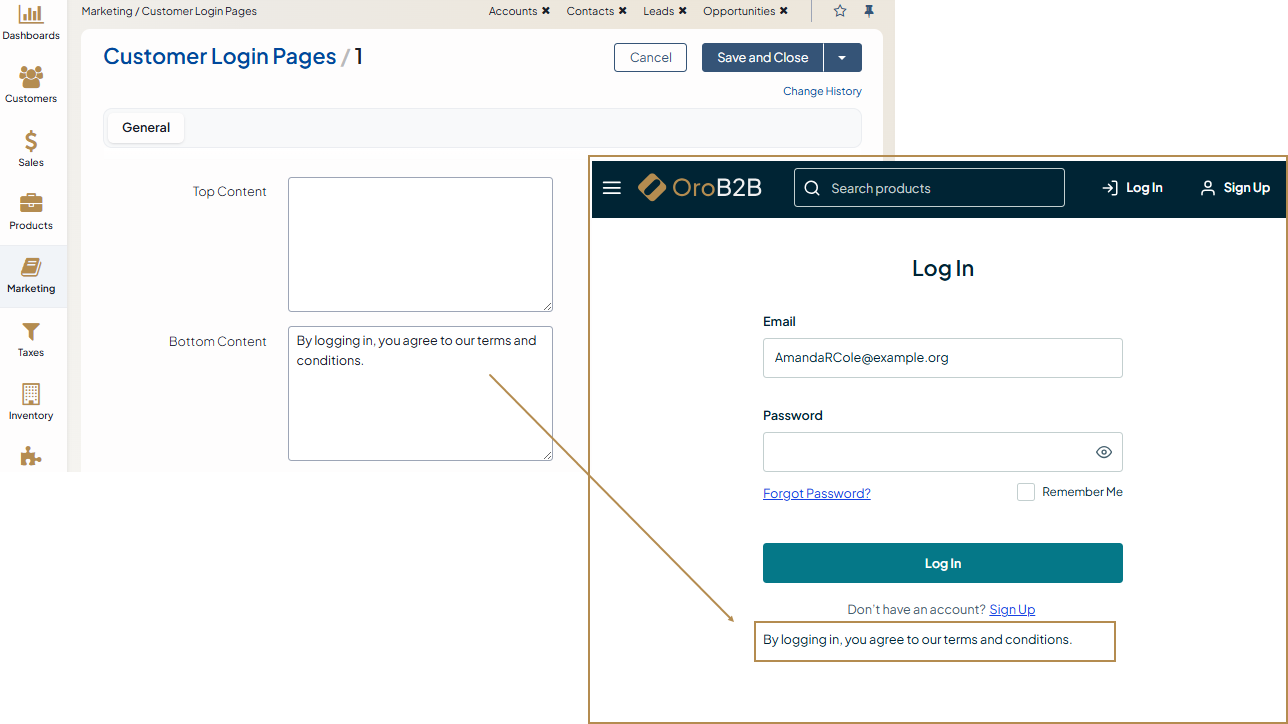 Dashboards
Customers
Sales
Products
Marketing
Taxes
Inventory
Marketing / Customer Login Pages
Accounts ✖ Contacts ✖ Leads ✖ Opportunities ✖
Customer Login Pages / 1
Cancel
Save and Close
Change History
General
Top Content
Bottom Content
By logging in, you agree to our terms and
conditions.
OroB2B
Search products
Log In
Sign Up
Log In
Email
AmandaRCole@example.org
Password
Forgot Password?
Remember Me
Log In
Don't have an account? Sign Up
By logging in, you agree to our terms and conditions.